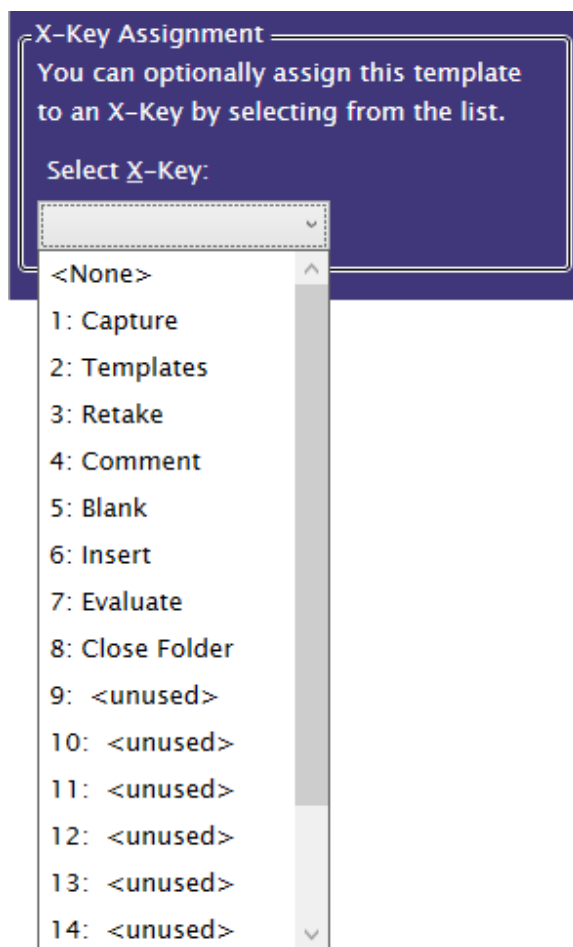 X-Key Assignment
You can optionally assign this template
to an X-Key by selecting from the list.
Select X-Key:
<None>
1: Capture
2: Templates
3: Retake
4: Comment
5: Blank
6: Insert
7: Evaluate
8: Close Folder
9: <unused>
10: <unused>
11: <unused>
12: <unused>
13: <unused>
14: <unused>